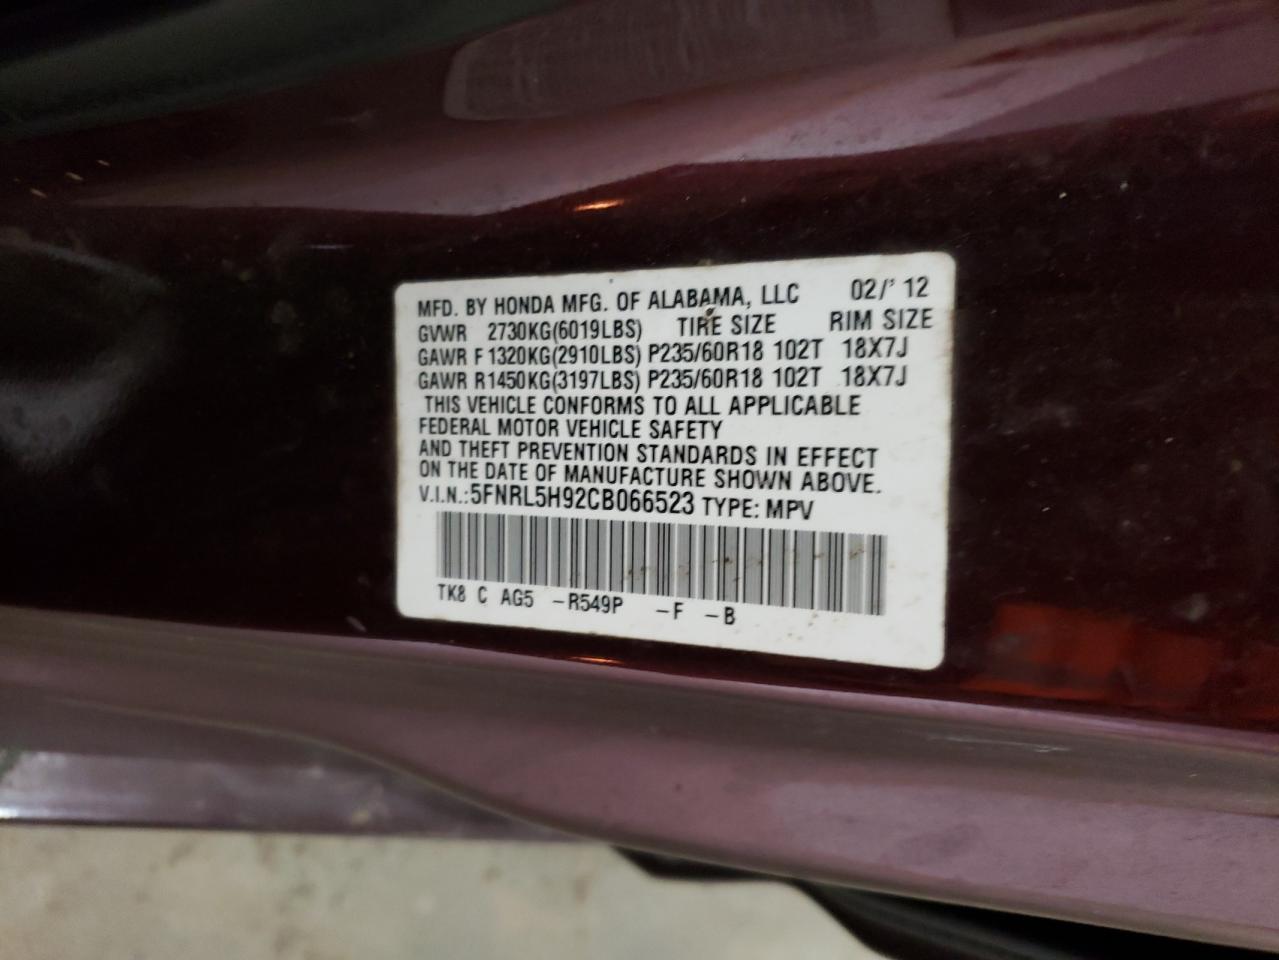 MFD. BY HONDA MFG. OF ALABAMA, LLC 02/' 12
GVWR 2730KG(6019LBS) TIRE SIZE RIM SIZE
GAWR F 1320KG(2910LBS) P235/60R18 102T 18X7J
GAWR R1450KG(3197LBS) P235/60R18 102T 18X7J
THIS VEHICLE CONFORMS TO ALL APPLICABLE
FEDERAL MOTOR VEHICLE SAFETY
AND THEFT PREVENTION STANDARDS IN EFFECT
ON THE DATE OF MANUFACTURE SHOWN ABOVE.
V.I.N.:5FNRL5H92CB066523 TYPE: MPV
TK8 C AG5 -R549P -F -B